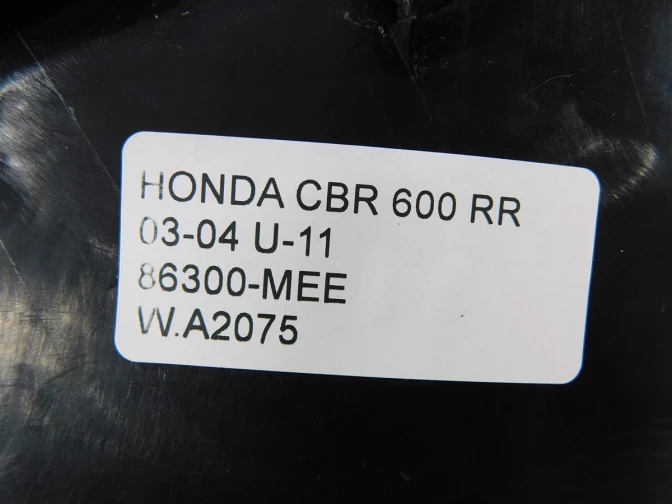 HONDA CBR 600 RR
03-04 U-11
86300-MEE
W.A2075